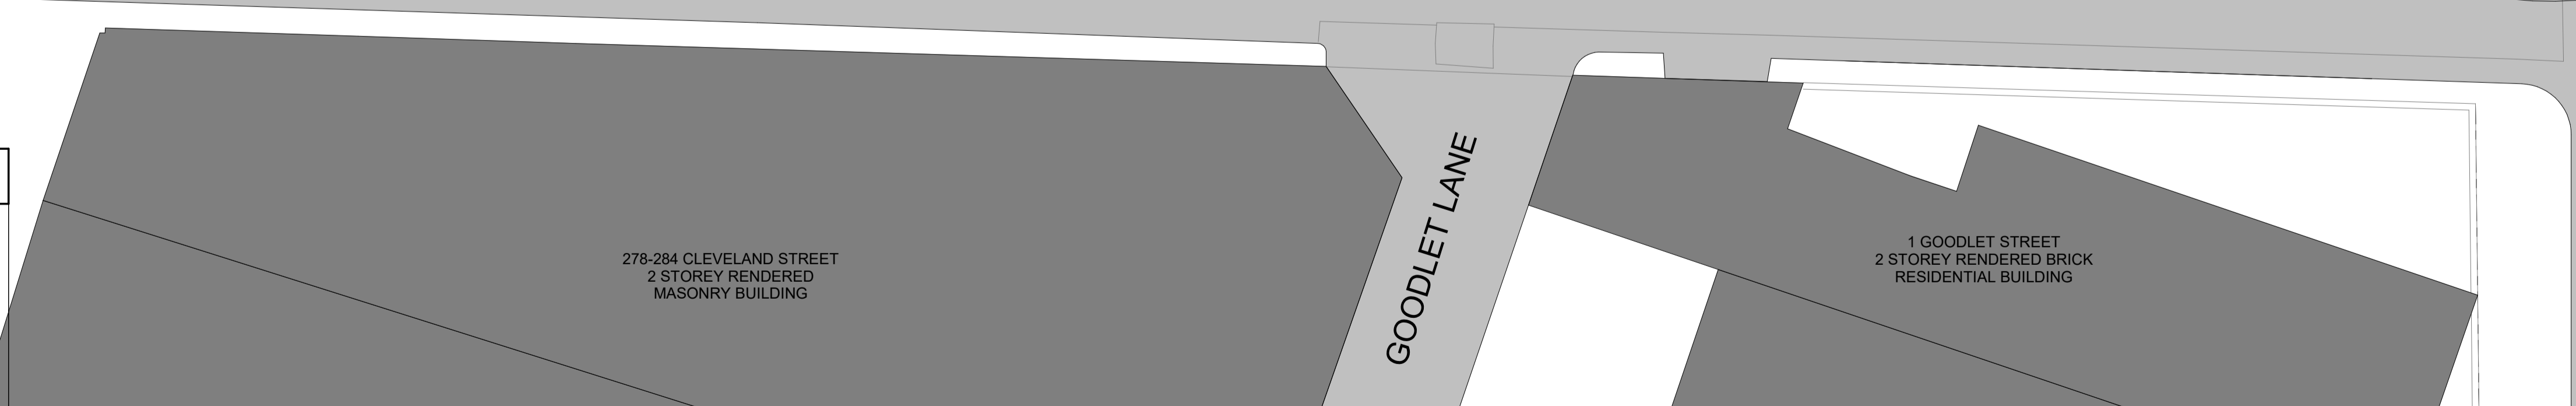 278-284 CLEVELAND STREET
2 STOREY RENDERED
MASONRY BUILDING
GOODLET LANE
1 GOODLET STREET
2 STOREY RENDERED BRICK
RESIDENTIAL BUILDING